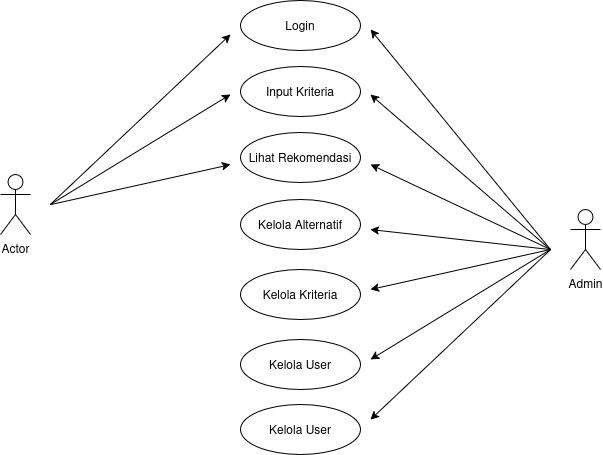 Login
Input Kriteria
Lihat Rekomendasi
Kelola Alternatif
Actor
Admin
Kelola Kriteria
Kelola User
Kelola User